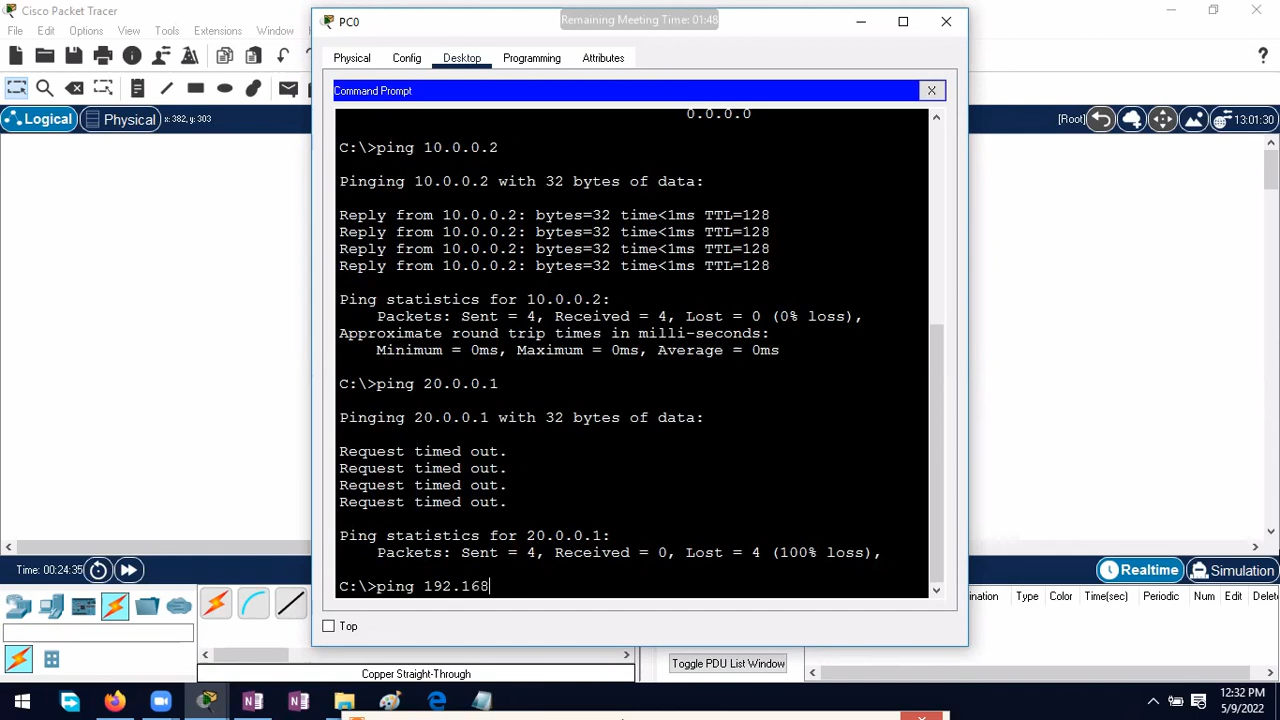 Cisco Packet Tracer
PC0
Remaining Meeting Time: 01:48
File Edit Options View Tools Extensions Window
Physical Config Desktop Programming Attributes
Command Prompt
X
Logical Physical x: 382, y: 303
[Root] 13:01:30
0.0.0.0
C:\>ping 10.0.0.2
Pinging 10.0.0.2 with 32 bytes of data:
Reply from 10.0.0.2: bytes=32 time<1ms TTL=128
Reply from 10.0.0.2: bytes=32 time<1ms TTL=128
Reply from 10.0.0.2: bytes=32 time<1ms TTL=128
Reply from 10.0.0.2: bytes=32 time<1ms TTL=128
Ping statistics for 10.0.0.2:
Packets: Sent = 4, Received = 4, Lost = 0 (0% loss),
Approximate round trip times in milli-seconds:
Minimum = 0ms, Maximum = 0ms, Average = 0ms
C:\>ping 20.0.0.1
Pinging 20.0.0.1 with 32 bytes of data:
Request timed out.
Request timed out.
Request timed out.
Request timed out.
Ping statistics for 20.0.0.1:
Packets: Sent = 4, Received = 0, Lost = 4 (100% loss),
C:\>ping 192.168
Top
Time: 00:24:35
Realtime Simulation
Type Color Time(sec) Periodic Num Edit
Copper Straight-Through
Toggle PDU List Window
12:32 PM
5/9/2022